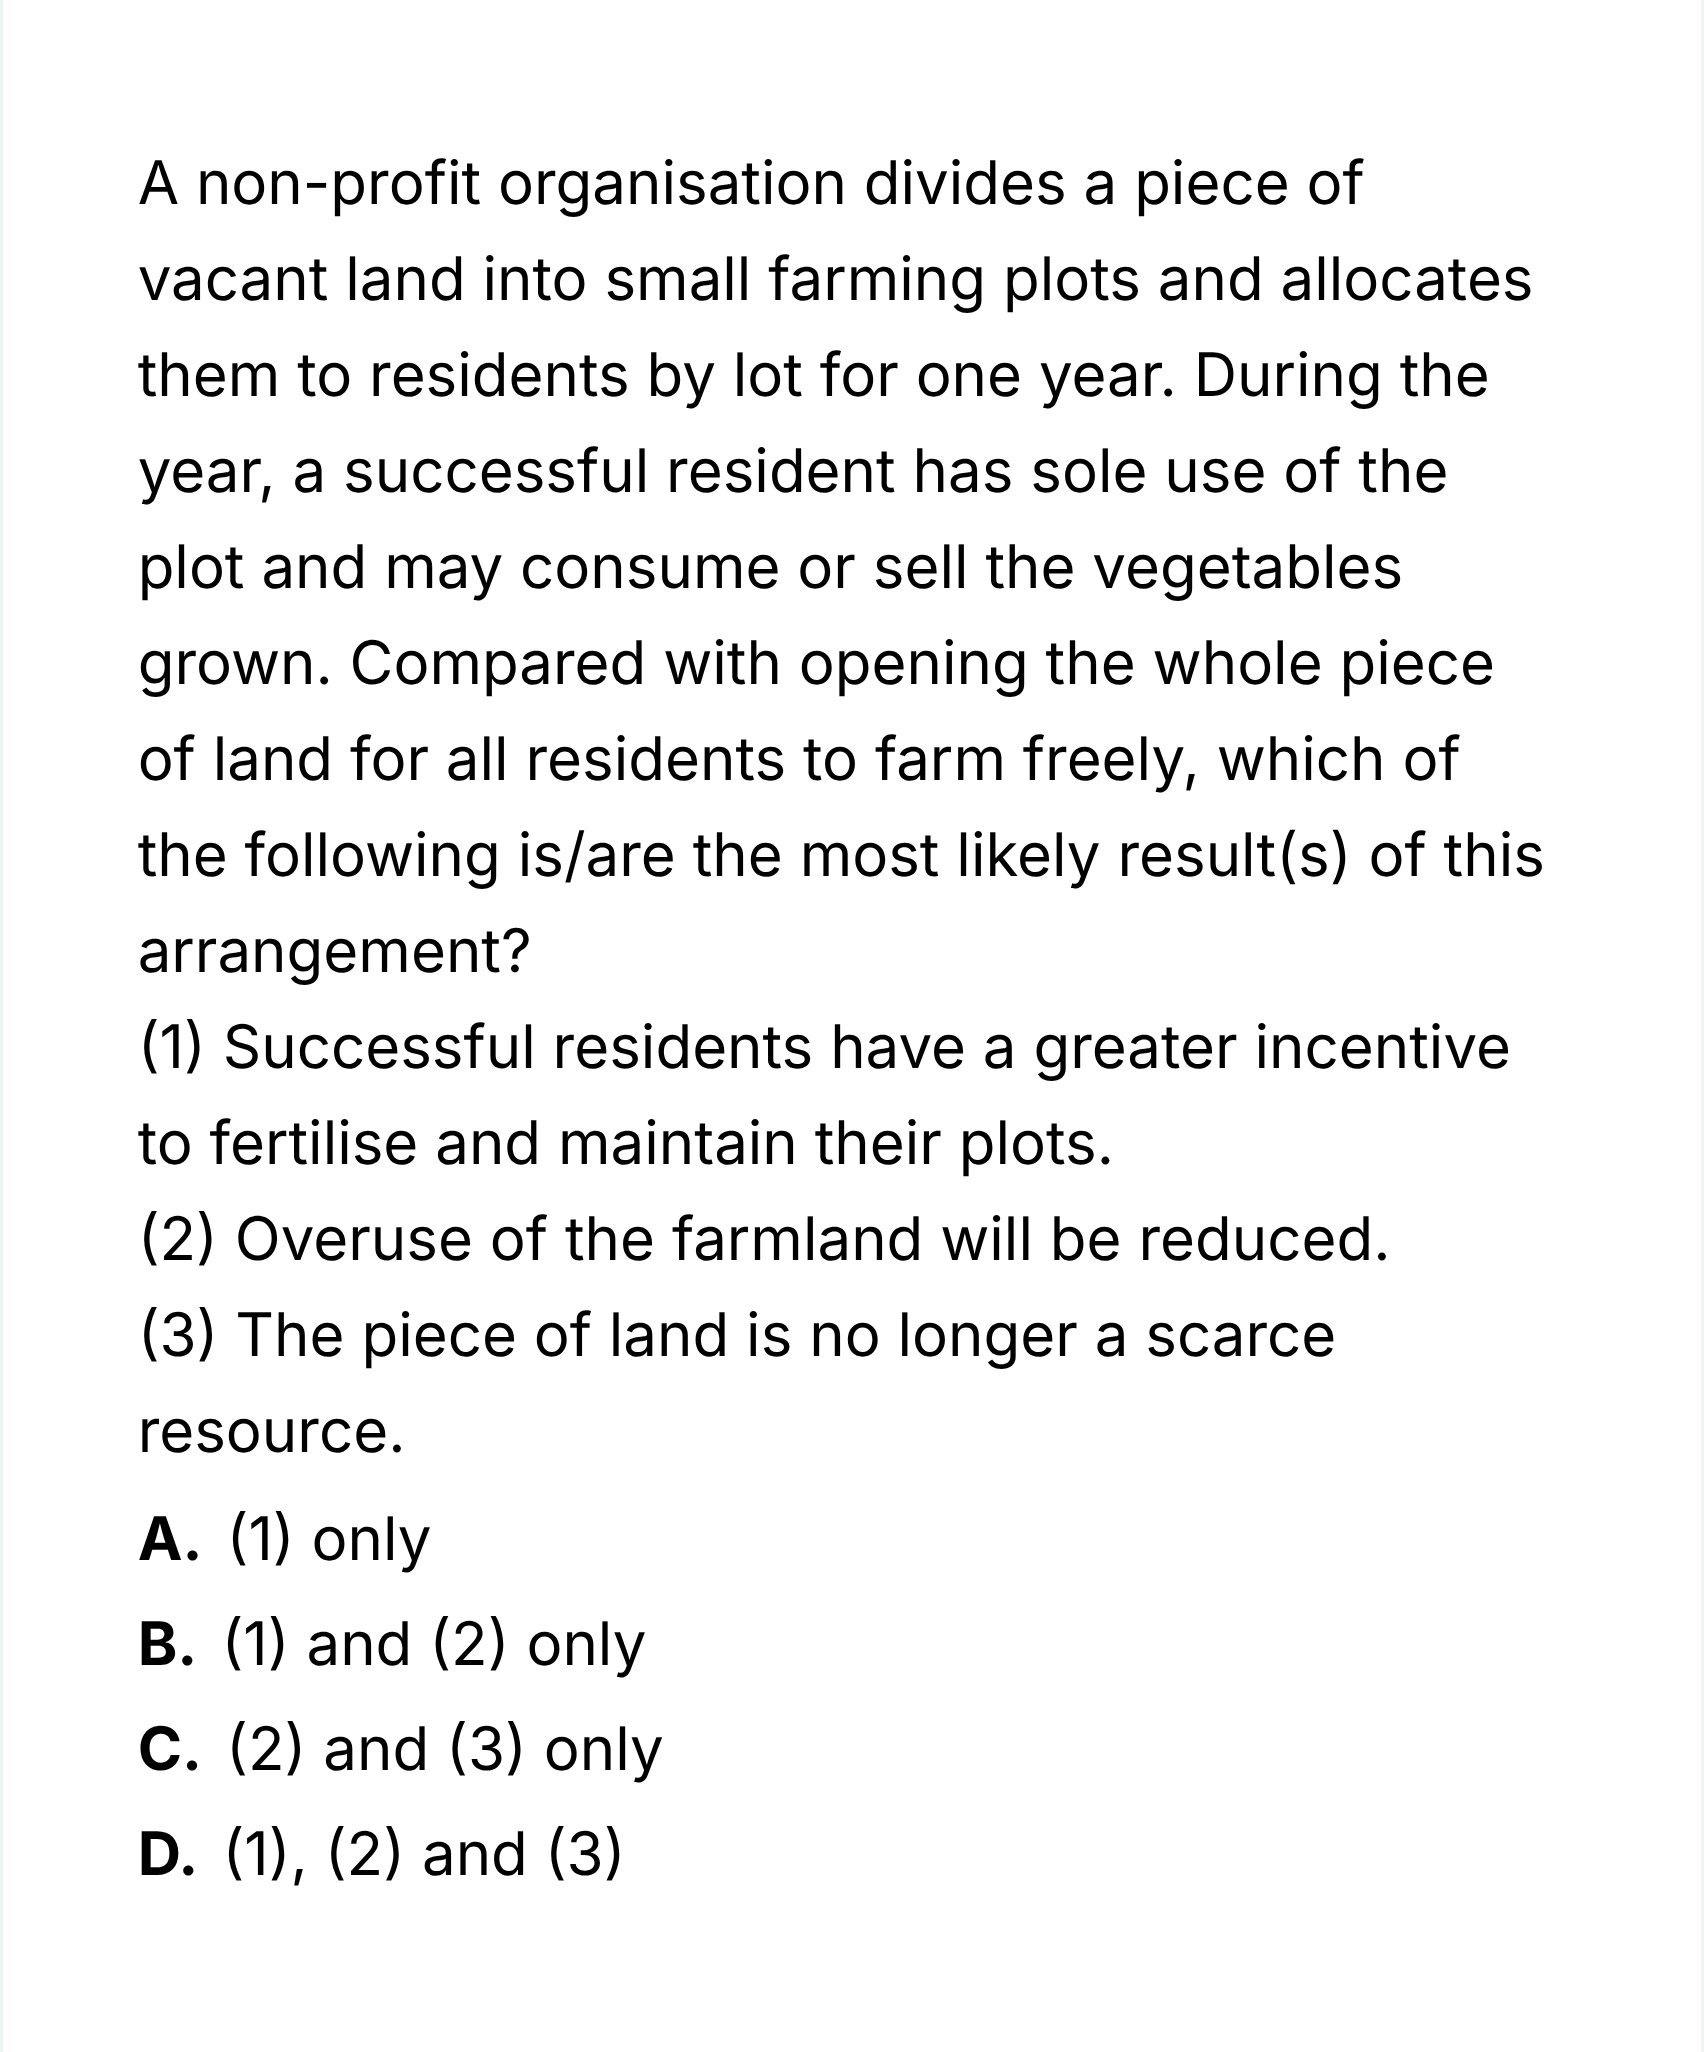 A non-profit organisation divides a piece of
vacant land into small farming plots and allocates
them to residents by lot for one year. During the
year, a successful resident has sole use of the
plot and may consume or sell the vegetables
grown. Compared with opening the whole piece
of land for all residents to farm freely, which of
the following is/are the most likely result(s) of this
arrangement?
(1) Successful residents have a greater incentive
to fertilise and maintain their plots.
(2) Overuse of the farmland will be reduced.
(3) The piece of land is no longer a scarce
resource.
A. (1) only
B. (1) and (2) only
C. (2) and (3) only
D. (1), (2) and (3)